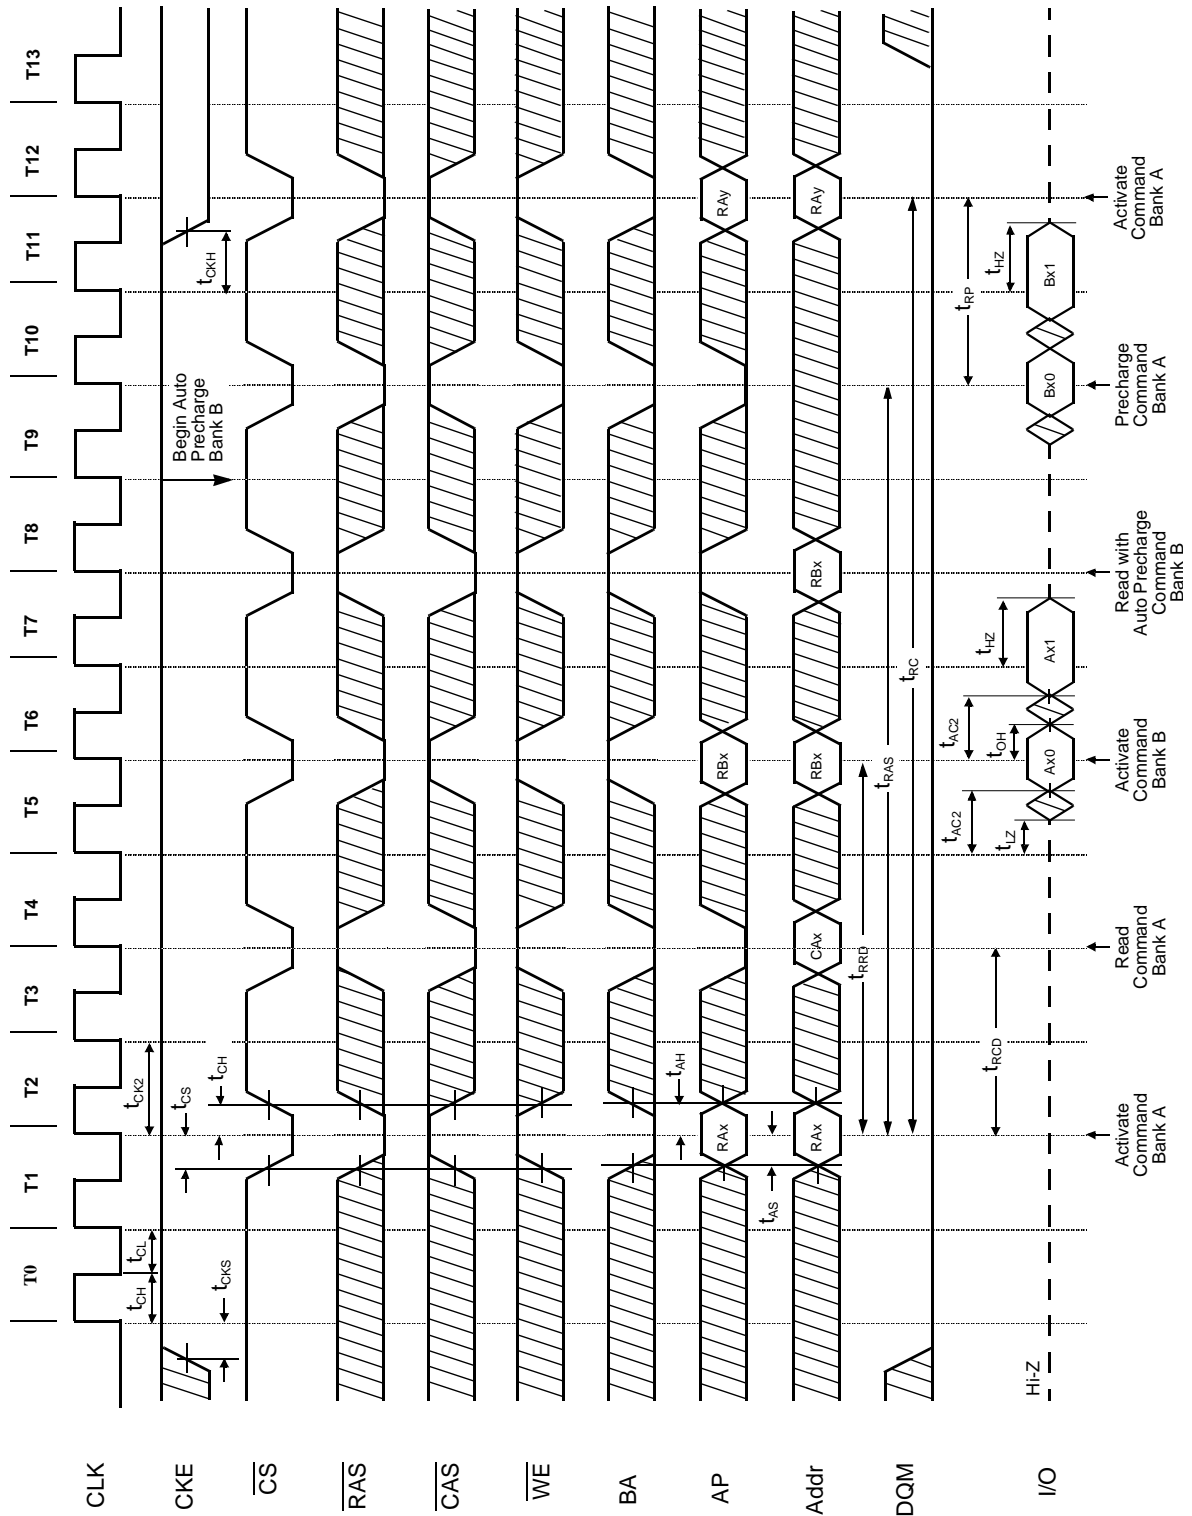 T0 T1 T2 T3 T4 T5 T6 T7 T8 T9 T10 T11 T12 T13
CLK
tCH tCL tCK2
CKE
tCKS tCS tCH
Begin Auto
Precharge
Bank B
tCKH
CS
RAS
CAS
WE
BA
tAH
AP
RAx RBx RAy
tAS
Addr
RAx CAx RBx RBx RAy
tRRD
tRAS
tRC
DQM
tRCD
tAC2 tAC2
tRP
tLZ tOH tHZ tHZ
I/O
Hi-Z
Ax0 Ax1 Bx0 Bx1
Activate
Command
Bank A
Read
Command
Bank A
Activate
Command
Bank B
Read with
Auto Precharge
Command
Bank B
Precharge
Command
Bank A
Activate
Command
Bank A